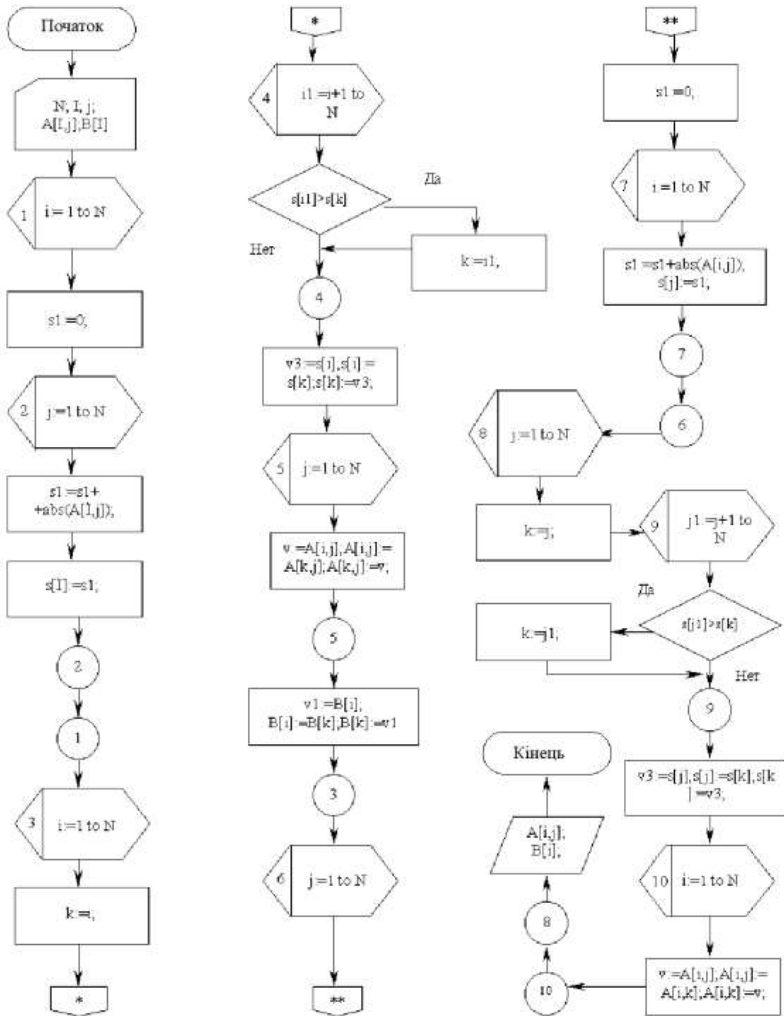 Початок
N; I, j;
A[I,j];B[I]
1
i:= 1 to N
s1:=0;
2
j:=1 to N
s1:=s1+
+abs(A[I,j]);
s[I]:=s1;
2
1
3
i:=1 to N
k:=i;
*
*
4
i1:=i+1 to
N
s[i1]>s[k]
Да
Нет
k:=i1;
4
v3:=s[i],s[i]:=
s[k];s[k]:=v3;
5
j:=1 to N
v:=A[i,j];A[i,j]:=
A[k,j];A[k,j]:=v;
5
v1:=B[i];
B[i]:=B[k];B[k]:=v1
3
6
j:=1 to N
**
**
s1:=0;
7
i:=1 to N
s1:=s1+abs(A[i,j]);
s[j]:=s1;
7
6
8
j:=1 to N
k:=j;
9
j1:=j+1 to
N
Да
s[j1]>s[k]
k:=j1;
Нет
9
v3:=s[j],s[j]:=s[k],s[k
]:=v3;
10
i:=1 to N
v:=A[i,j],A[i,j]:=
A[i,k];A[i,k]:=v;
10
8
A[i,j];
B[i];
Кінець